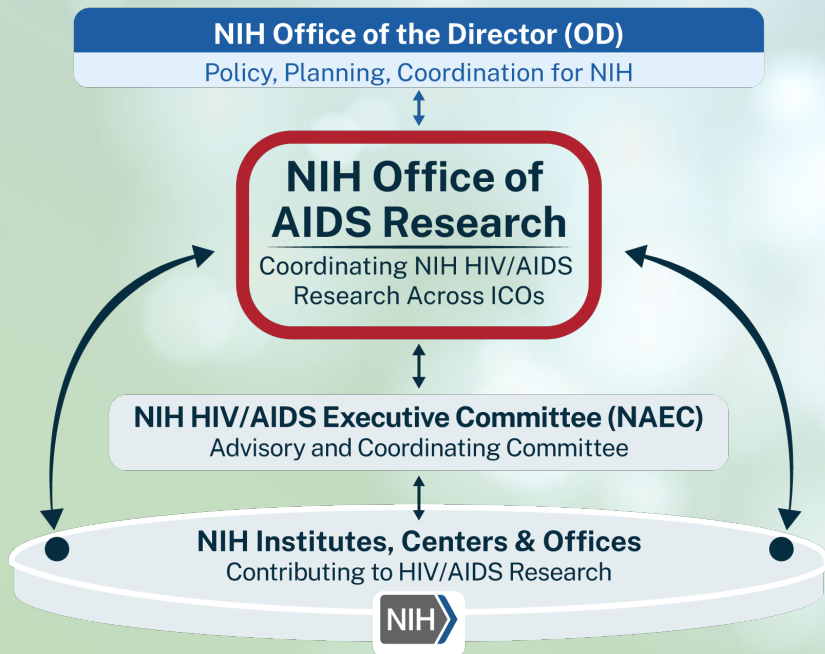 NIH Office of the Director (OD)
Policy, Planning, Coordination for NIH
NIH Office of
AIDS Research
Coordinating NIH HIV/AIDS
Research Across ICOs
NIH HIV/AIDS Executive Committee (NAEC)
Advisory and Coordinating Committee
NIH Institutes, Centers & Offices
Contributing to HIV/AIDS Research
NIH